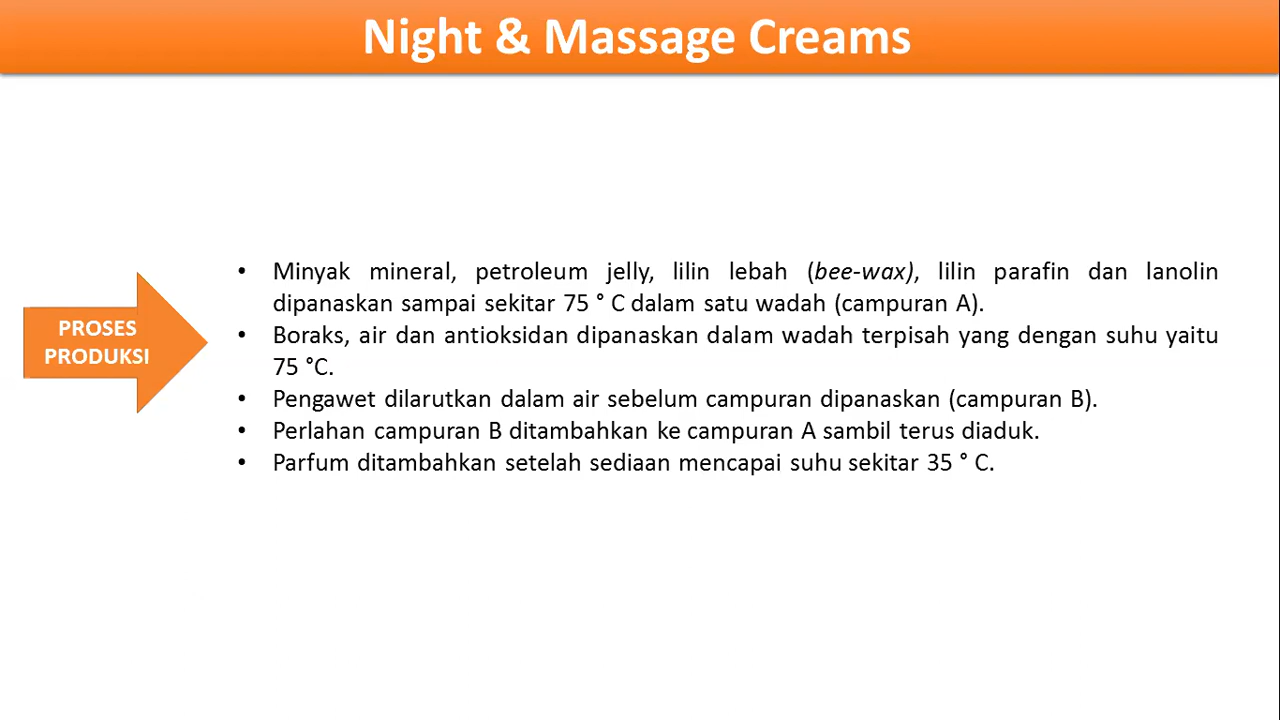 Night & Massage Creams
PROSES
PRODUKSI
• Minyak mineral, petroleum jelly, lilin lebah (bee-wax), lilin parafin dan lanolin
dipanaskan sampai sekitar 75 ° C dalam satu wadah (campuran A).
• Boraks, air dan antioksidan dipanaskan dalam wadah terpisah yang dengan suhu yaitu
75 °C.
• Pengawet dilarutkan dalam air sebelum campuran dipanaskan (campuran B).
• Perlahan campuran B ditambahkan ke campuran A sambil terus diaduk.
• Parfum ditambahkan setelah sediaan mencapai suhu sekitar 35 ° C.